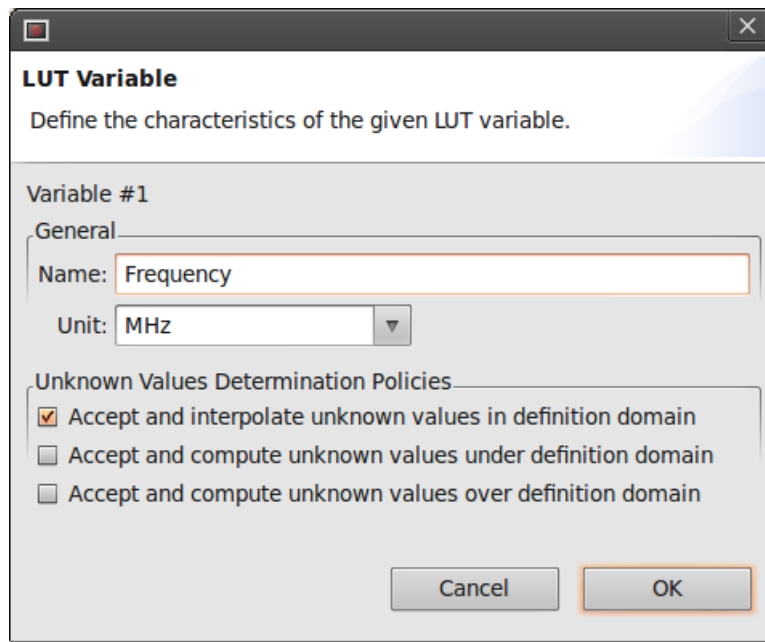 LUT Variable
Define the characteristics of the given LUT variable.
Variable #1
General
Name: Frequency
Unit: MHz
Unknown Values Determination Policies
Accept and interpolate unknown values in definition domain
Accept and compute unknown values under definition domain
Accept and compute unknown values over definition domain
Cancel OK